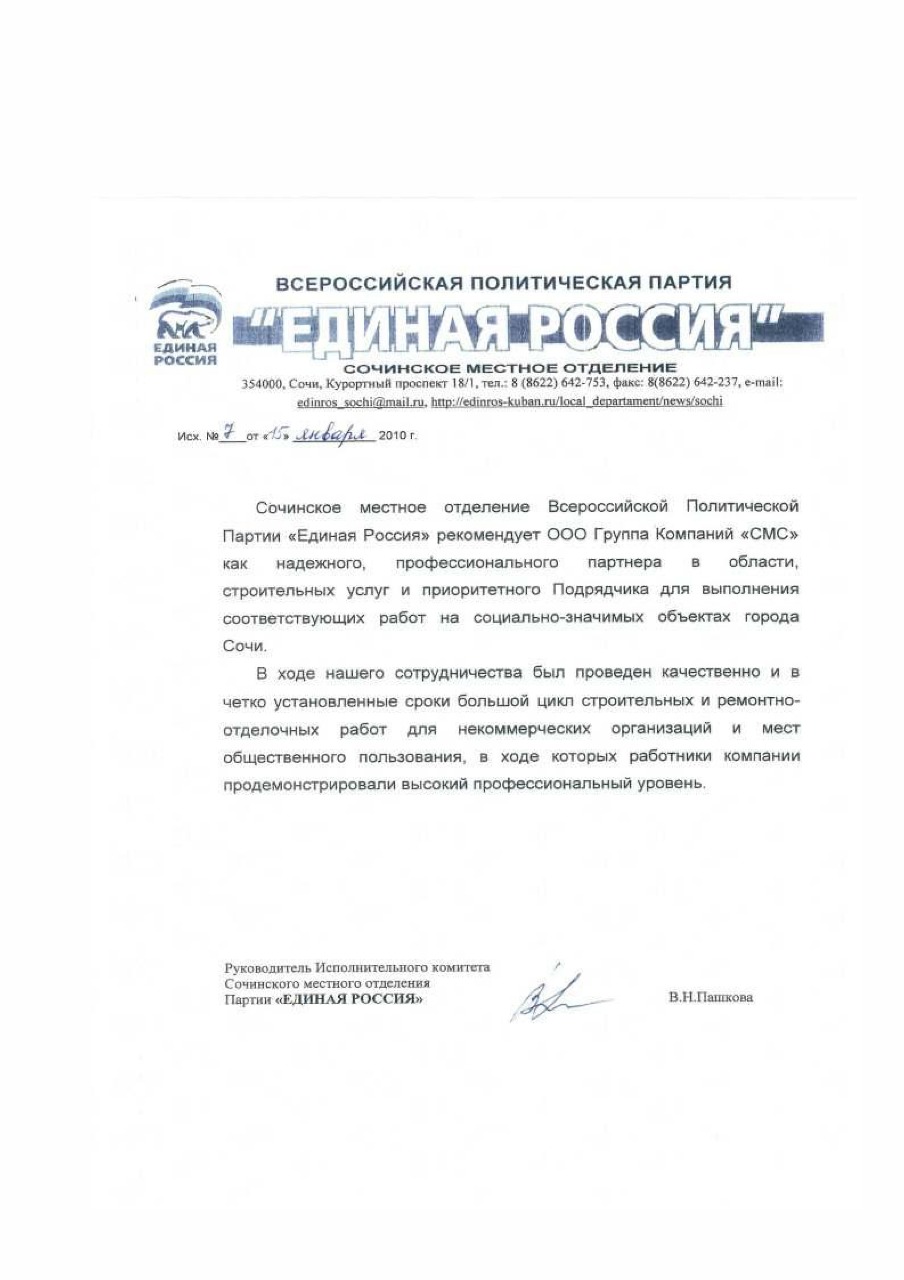 ВСЕРОССИЙСКАЯ ПОЛИТИЧЕСКАЯ ПАРТИЯ
"ЕДИНАЯ РОССИЯ"
ЕДИНАЯ
РОССИЯ
СОЧИНСКОЕ МЕСТНОЕ ОТДЕЛЕНИЕ
354000, Сочи, Курортный проспект 18/1, тел.: 8 (8622) 642-753, факс: 8(8622) 642-237, e-mail:
edinros_sochi@mail.ru, http://edinros-kuban.ru/local_departament/news/sochi
Исх. № 7 от «15» января 2010 г.
Сочинское местное отделение Всероссийской Политической
Партии «Единая Россия» рекомендует ООО Группа Компаний «СМС»
как надежного, профессионального партнера в области,
строительных услуг и приоритетного Подрядчика для выполнения
соответствующих работ на социально-значимых объектах города
Сочи.
В ходе нашего сотрудничества был проведен качественно и в
четко установленные сроки большой цикл строительных и ремонтно-
отделочных работ для некоммерческих организаций и мест
общественного пользования, в ходе которых работники компании
продемонстрировали высокий профессиональный уровень.
Руководитель Исполнительного комитета
Сочинского местного отделения
Партии «ЕДИНАЯ РОССИЯ»
В.Н.Пашкова